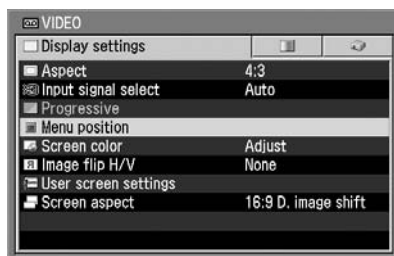 VIDEO
Display settings
Aspect 4:3
Input signal select Auto
Progressive
Menu position
Screen color Adjust
Image flip H/V None
User screen settings
Screen aspect 16:9 D. image shift